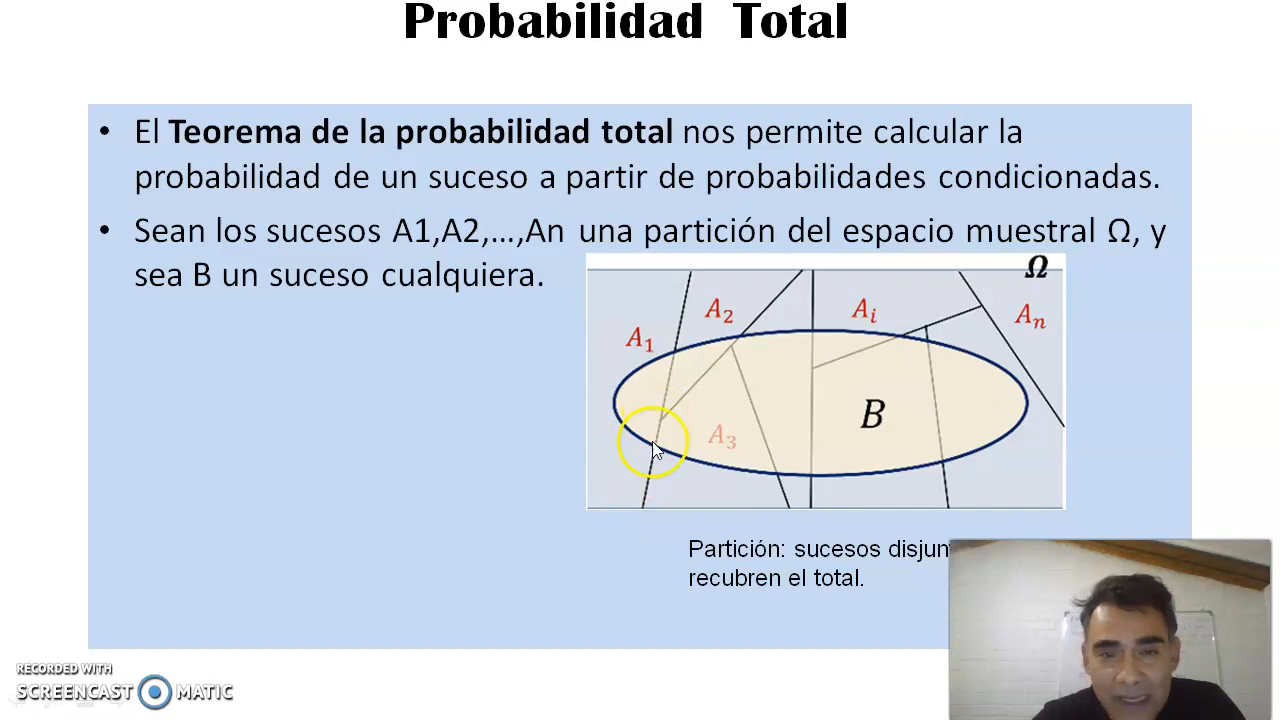 Probabilidad Total
• El Teorema de la probabilidad total nos permite calcular la
probabilidad de un suceso a partir de probabilidades condicionadas.
• Sean los sucesos A1,A2,...,An una partición del espacio muestral Ω, y
sea B un suceso cualquiera.
Ω
A1
A2
Ai
An
A3
B
Partición: sucesos
recubren el total.
RECORDED WITH
SCREENCAST MATIC